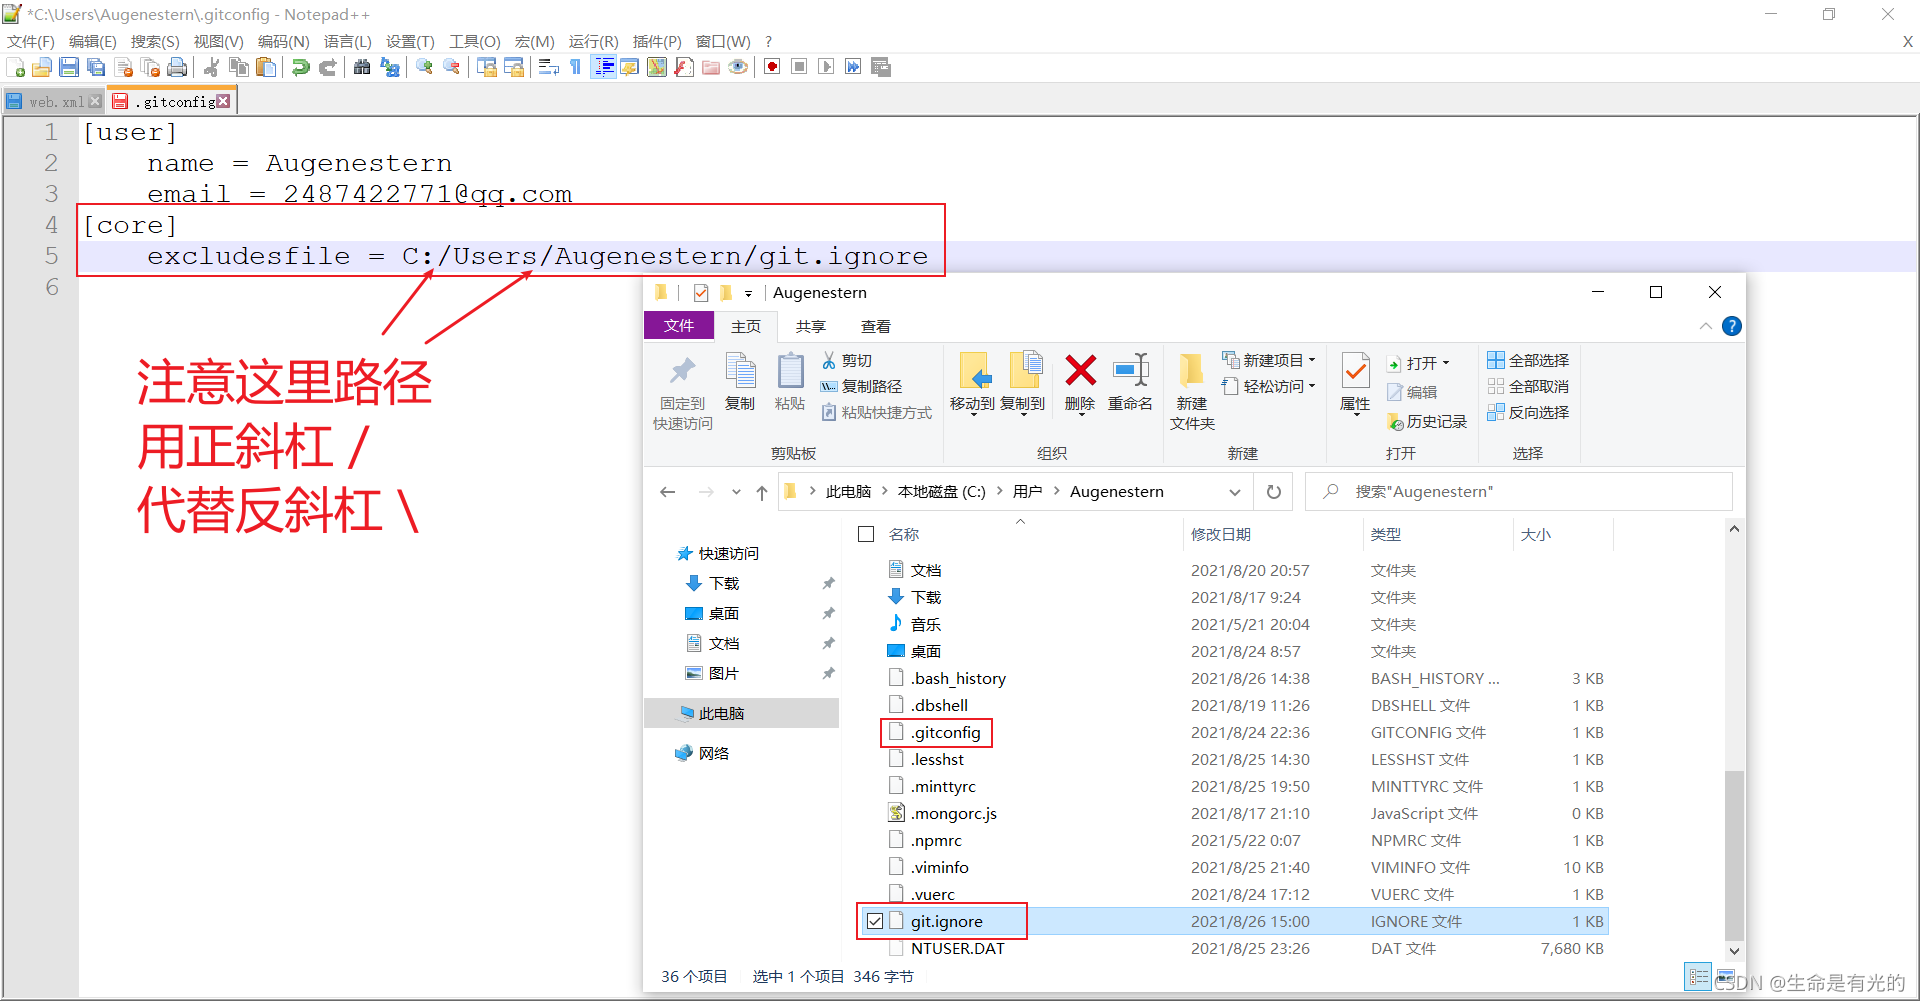 *C:\Users\Augenestern\.gitconfig - Notepad++
文件(F) 编辑(E) 搜索(S) 视图(V) 编码(N) 语言(L) 设置(T) 工具(O) 宏(M) 运行(R) 插件(P) 窗口(W) ? X
web.xml .gitconfig
1 [user]
2 name = Augenestern
3 email = 2487422771@qq.com
4 [core]
5 excludesfile = C:/Users/Augenestern/git.ignore
6
注意这里路径
用正斜杠 /
代替反斜杠 \
Augenestern
文件 主页 共享 查看 ?
固定到快速访问 复制 粘贴 剪切 复制路径 粘贴快捷方式
移动到 复制到 删除 重命名
新建文件夹 新建项目 轻松访问
属性 打开 编辑 历史记录
全部选择 全部取消 反向选择
剪贴板 组织 新建 打开 选择
此电脑 本地磁盘 (C:) 用户 Augenestern 搜索"Augenestern"
快速访问
下载
桌面
文档
图片
此电脑
网络
名称 修改日期 类型 大小
文档 2021/8/20 20:57 文件夹
下载 2021/8/17 9:24 文件夹
音乐 2021/5/21 20:04 文件夹
桌面 2021/8/24 8:57 文件夹
.bash_history 2021/8/26 14:38 BASH_HISTORY ... 3 KB
.dbshell 2021/8/19 11:26 DBSHELL 文件 1 KB
.gitconfig 2021/8/24 22:36 GITCONFIG 文件 1 KB
.lesshst 2021/8/25 14:30 LESSHST 文件 1 KB
.minttyrc 2021/8/25 19:50 MINTTYRC 文件 1 KB
.mongorc.js 2021/8/17 21:10 JavaScript 文件 0 KB
.npmrc 2021/5/22 0:07 NPMRC 文件 1 KB
.viminfo 2021/8/25 21:40 VIMINFO 文件 10 KB
.vuerc 2021/8/24 17:12 VUERC 文件 1 KB
git.ignore 2021/8/26 15:00 IGNORE 文件 1 KB
NTUSER.DAT 2021/8/25 23:26 DAT 文件 7,680 KB
36 个项目 选中 1 个项目 346 字节
CSDN @生命是有光的